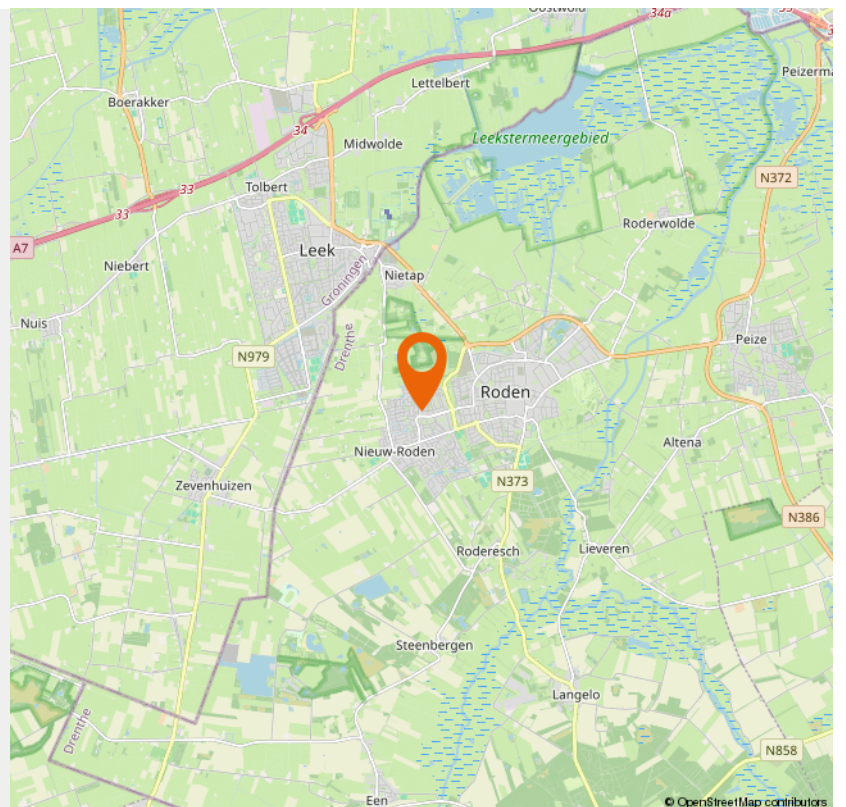 Oostwold
34a
35
Peizerma
Lettelbert
Boerakker
34
Midwolde
Leekstermeergebied
N372
33
Tolbert
33
Roderwolde
A7
Leek
Niebert
Nietap
Groningen
Nuis
Drenthe
Peize
N979
Roden
Altena
Nieuw-Roden
Zevenhuizen
N373
N386
Roderesch
Lieveren
Steenbergen
Langelo
Drenthe
N858
Een
© OpenStreetMap contributors